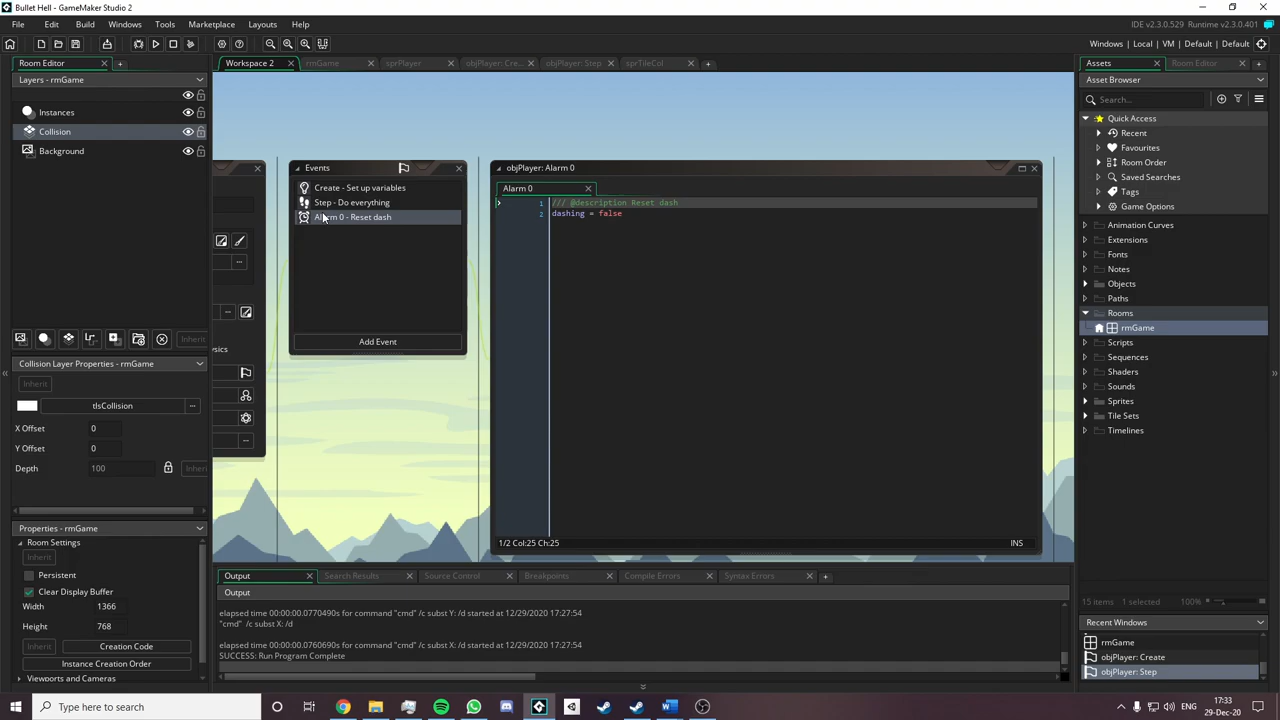 Bullet Hell - GameMaker Studio 2
File Edit Build Windows Tools Marketplace Layouts Help
IDE v2.3.0.529 Runtime v2.3.0.401
Windows | Local | VM | Default | Default
Room Editor
Layers - rmGame
Instances
Collision
Background
Inherit
Collision Layer Properties - rmGame
Inherit
tlsCollision
X Offset 0
Y Offset 0
Depth 100 Inheri
Properties - rmGame
Room Settings
Inherit
Persistent
Clear Display Buffer
Width 1366
Height 768
Inherit Creation Code
Instance Creation Order
Viewports and Cameras
Workspace 2 rmGame sprPlayer objPlayer: Cre... objPlayer: Step sprTileCol
ysics
Events
Create - Set up variables
Step - Do everything
Alarm 0 - Reset dash
Add Event
objPlayer: Alarm 0
Alarm 0
1 /// @description Reset dash
2 dashing = false
1/2 Col:25 Ch:25 INS
Output Search Results Source Control Breakpoints Compile Errors Syntax Errors
Output
elapsed time 00:00:00.0770490s for command "cmd" /c subst Y: /d started at 12/29/2020 17:27:54
"cmd" /c subst X: /d
elapsed time 00:00:00.0760690s for command "cmd" /c subst X: /d started at 12/29/2020 17:27:54
SUCCESS: Run Program Complete
Assets Room Editor
Asset Browser
Search...
Quick Access
Recent
Favourites
Room Order
Saved Searches
Tags
Game Options
Animation Curves
Extensions
Fonts
Notes
Objects
Paths
Rooms
rmGame
Scripts
Sequences
Shaders
Sounds
Sprites
Tile Sets
Timelines
15 items 1 selected 100%
Recent Windows
rmGame
objPlayer: Create
objPlayer: Step
Type here to search
ENG
17:33
29-Dec-20